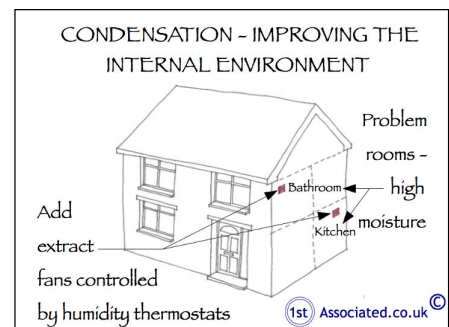 CONDENSATION - IMPROVING THE
INTERNAL ENVIRONMENT
Problem
rooms -
high
moisture
Bathroom
Kitchen
Add
extract
fans controlled
by humidity thermostats
1st Associated.co.uk ©